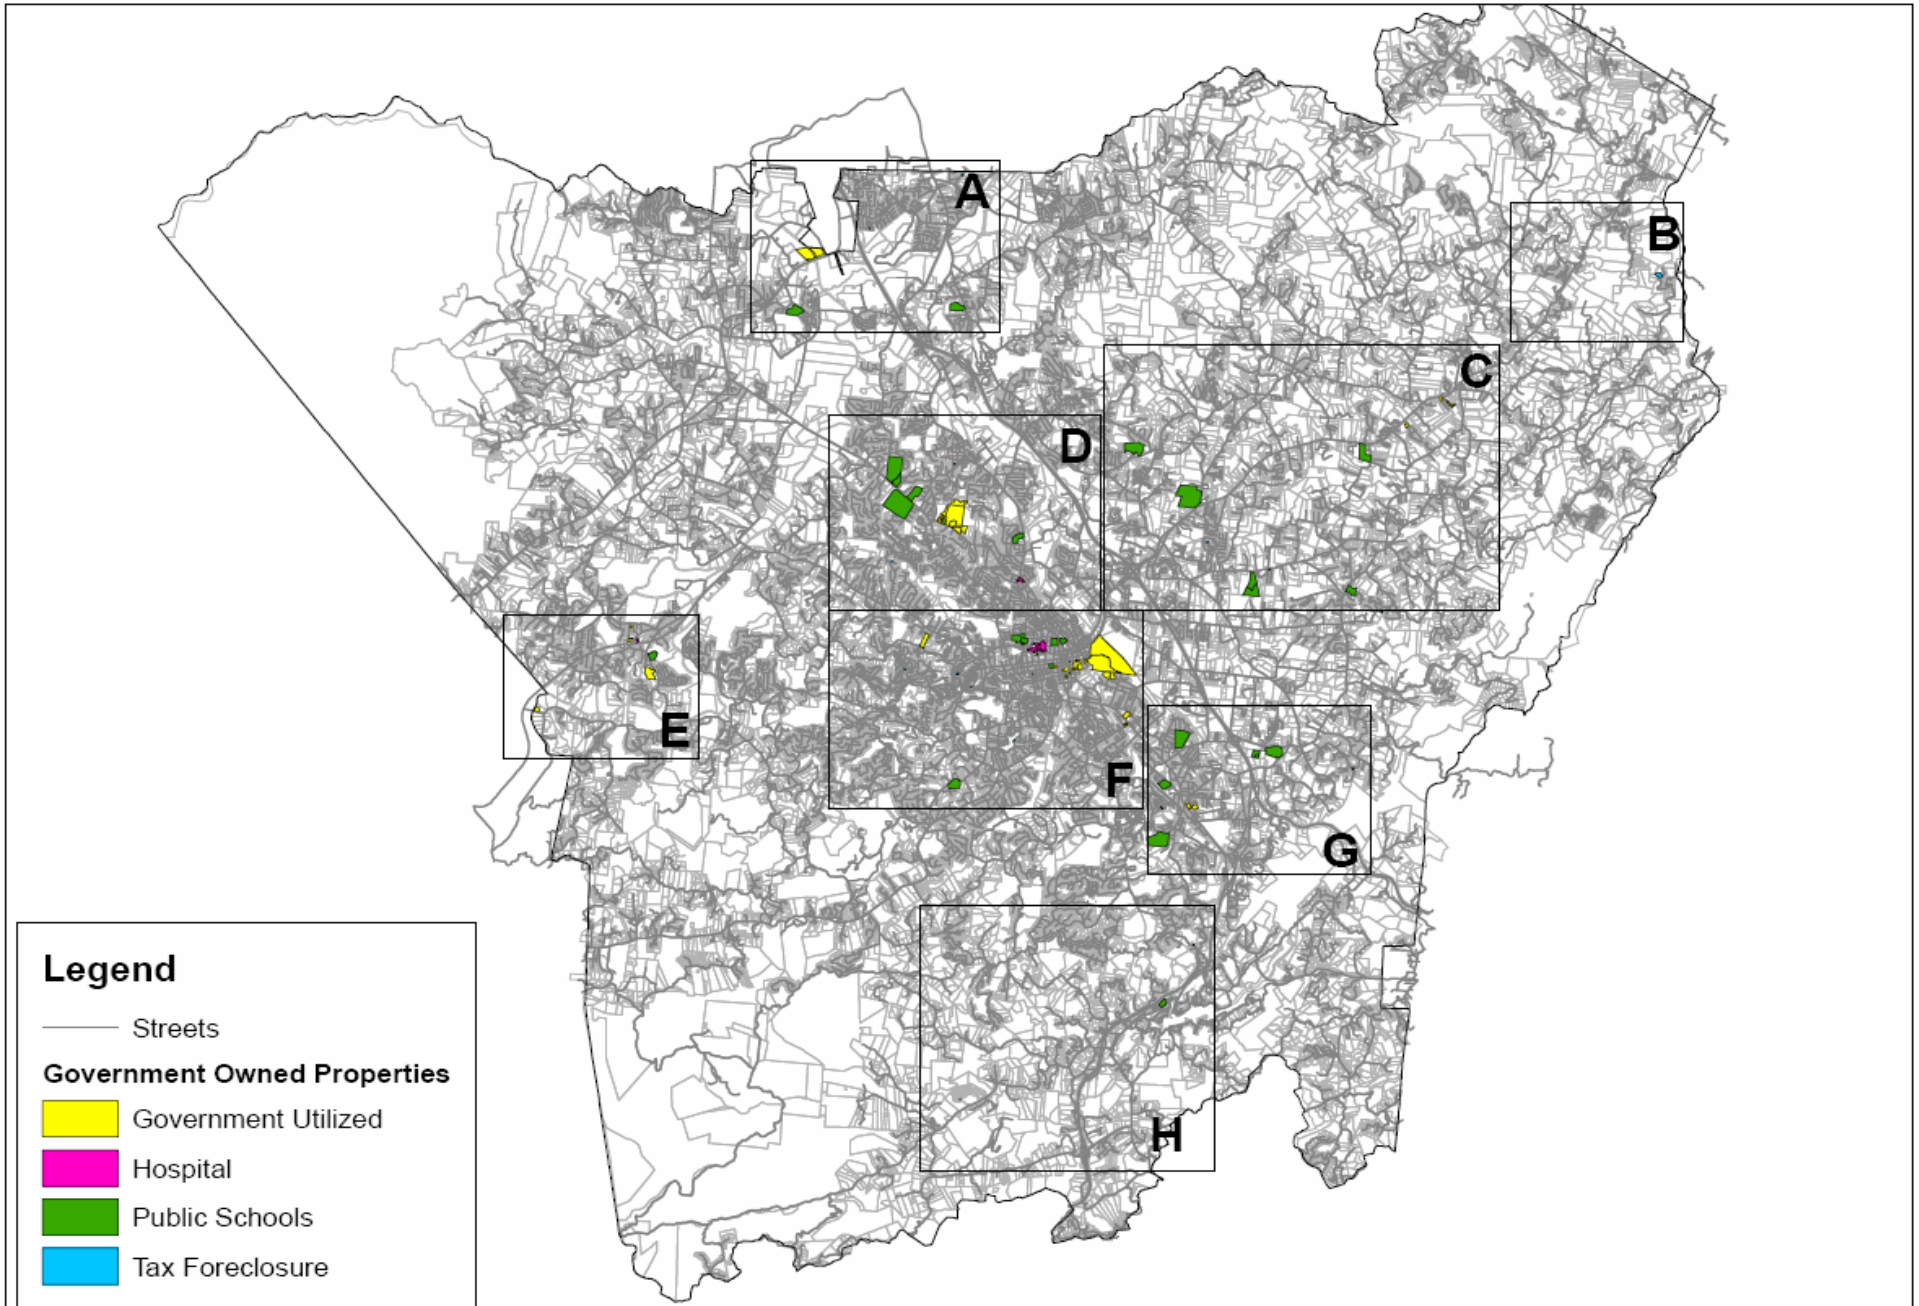 A
B
C
D
E
F
G
H
Legend
Streets
Government Owned Properties
Government Utilized
Hospital
Public Schools
Tax Foreclosure